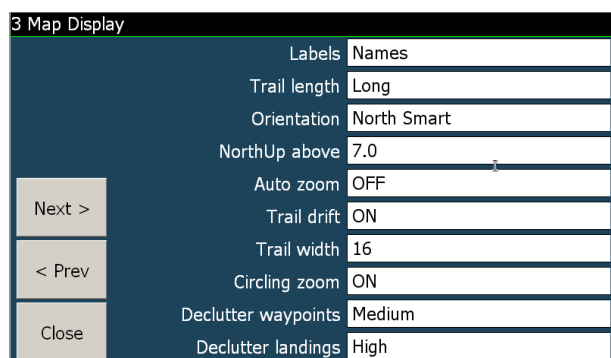 3 Map Display
Labels Names
Trail length Long
Orientation North Smart
NorthUp above 7.0
Auto zoom OFF
Next >
Trail drift ON
Trail width 16
< Prev
Circling zoom ON
Declutter waypoints Medium
Close
Declutter landings High